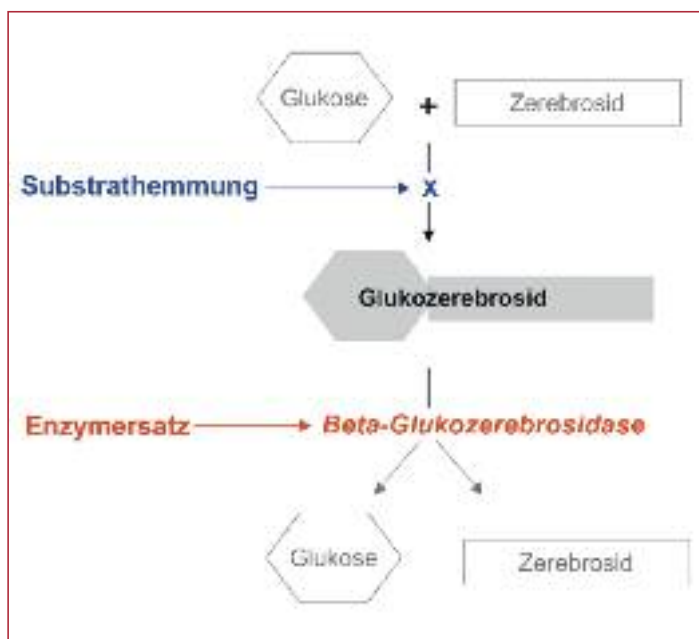 Glukose + Zerebrosid
Substrathemmung x
Glukozerebrosid
Enzymersatz Beta-Glukozerebrosidase
Glukose Zerebrosid